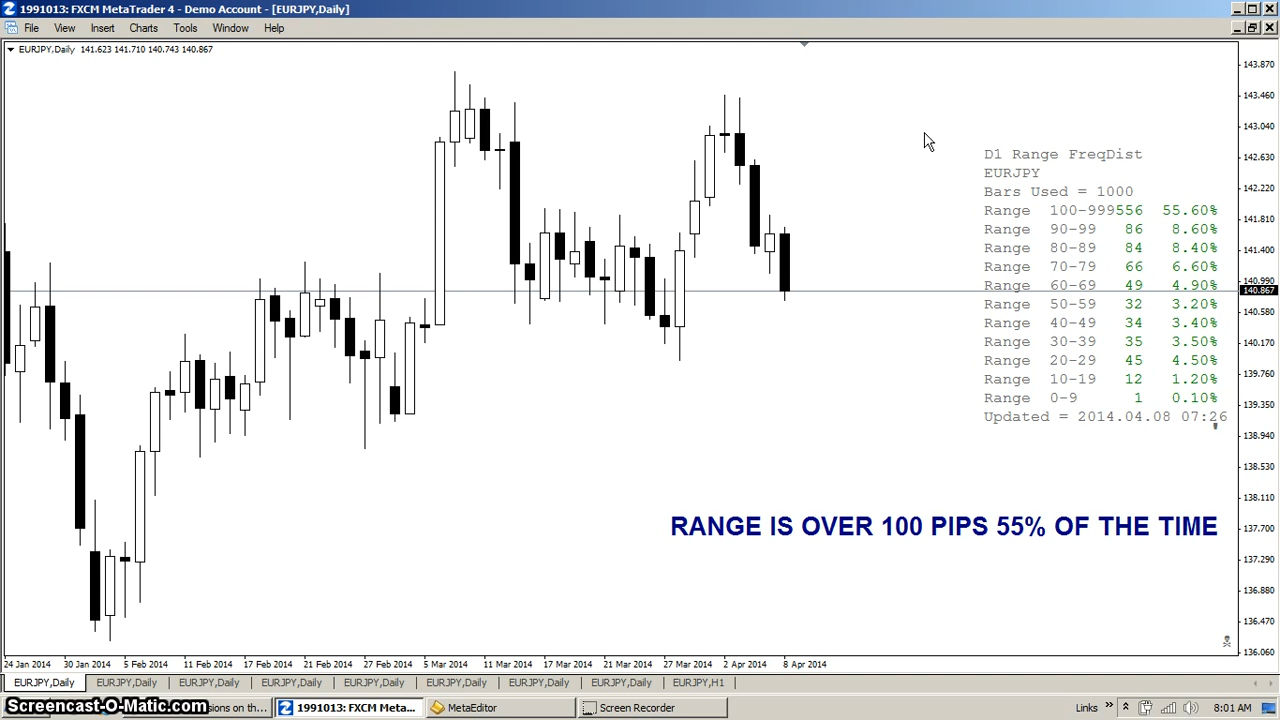 1991013: FXCM MetaTrader 4 - Demo Account - [EURJPY,Daily]
File View Insert Charts Tools Window Help
EURJPY,Daily 141.623 141.710 140.743 140.867
143.870
143.460
143.040
142.630
142.220
141.810
141.400
140.990
140.867
140.580
140.170
139.760
139.350
138.940
138.530
138.110
137.700
137.290
136.880
136.470
136.060
D1 Range FreqDist
EURJPY
Bars Used = 1000
Range 100-999556 55.60%
Range 90-99 86 8.60%
Range 80-89 84 8.40%
Range 70-79 66 6.60%
Range 60-69 49 4.90%
Range 50-59 32 3.20%
Range 40-49 34 3.40%
Range 30-39 35 3.50%
Range 20-29 45 4.50%
Range 10-19 12 1.20%
Range 0-9 1 0.10%
Updated = 2014.04.08 07:26
RANGE IS OVER 100 PIPS 55% OF THE TIME
24 Jan 2014 30 Jan 2014 5 Feb 2014 11 Feb 2014 17 Feb 2014 21 Feb 2014 27 Feb 2014 5 Mar 2014 11 Mar 2014 17 Mar 2014 21 Mar 2014 27 Mar 2014 2 Apr 2014 8 Apr 2014
EURJPY,Daily EURJPY,Daily EURJPY,Daily EURJPY,Daily EURJPY,Daily EURJPY,Daily EURJPY,Daily EURJPY,Daily EURJPY,H1
Screencast-O-Matic.com on the... 1991013: FXCM Meta... MetaEditor Screen Recorder Links 8:01 AM